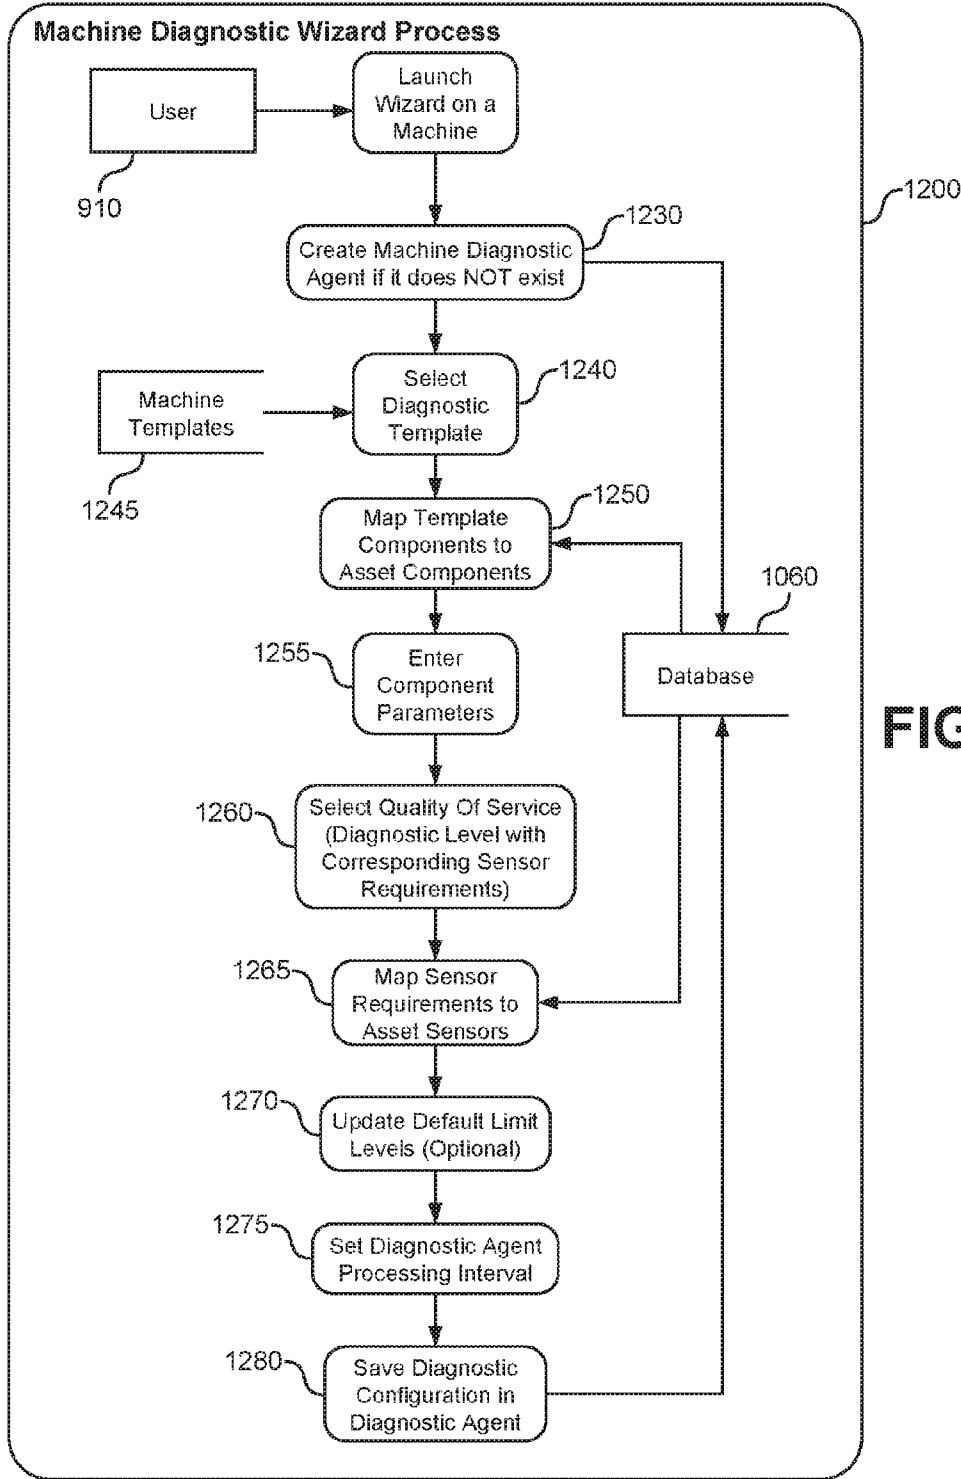 Machine Diagnostic Wizard Process
User
910
Launch
Wizard on a
Machine
1200
1230
Create Machine Diagnostic
Agent if it does NOT exist
Machine
Templates
1245
1240
Select
Diagnostic
Template
1250
Map Template
Components to
Asset Components
1060
Database
1255
Enter
Component
Parameters
FIG
1260
Select Quality Of Service
(Diagnostic Level with
Corresponding Sensor
Requirements)
1265
Map Sensor
Requirements to
Asset Sensors
1270
Update Default Limit
Levels (Optional)
1275
Set Diagnostic Agent
Processing Interval
1280
Save Diagnostic
Configuration in
Diagnostic Agent